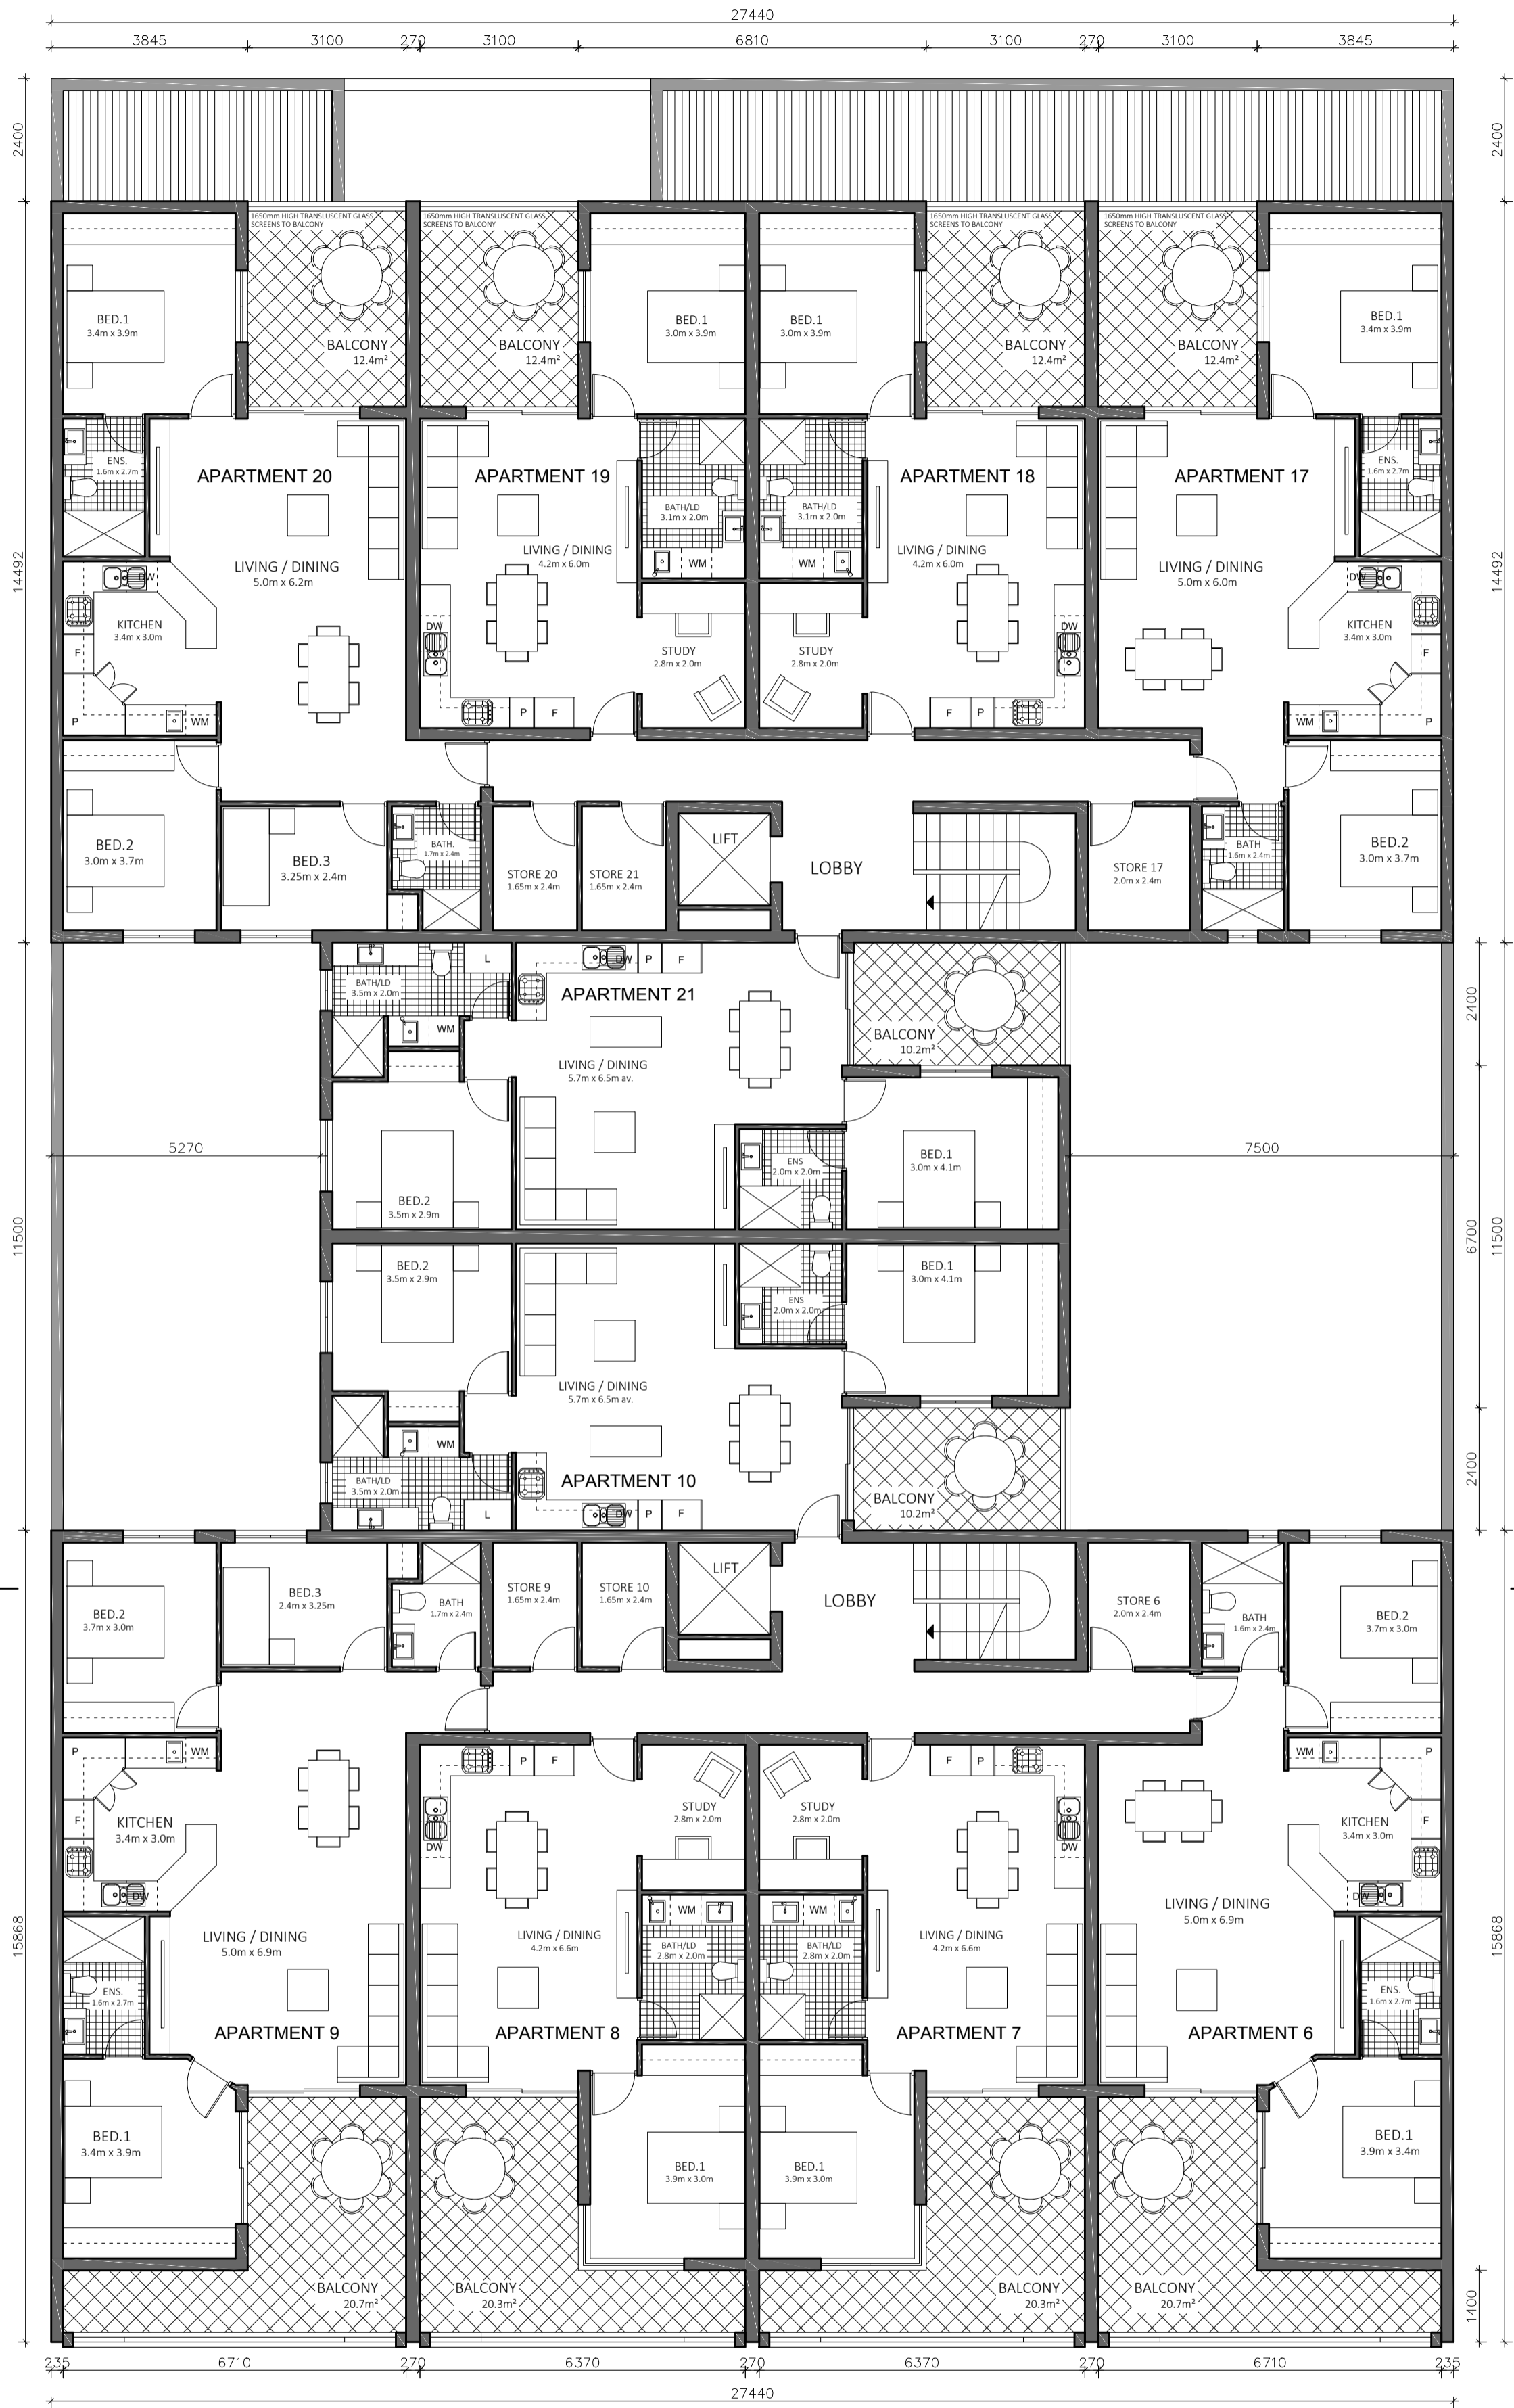 27440
3845 3100 270 3100 6810 3100 270 3100 3845
2400
2400
1650mm HIGH TRANSLUSCENT GLASS
SCREENS TO BALCONY
1650mm HIGH TRANSLUSCENT GLASS
SCREENS TO BALCONY
1650mm HIGH TRANSLUSCENT GLASS
SCREENS TO BALCONY
1650mm HIGH TRANSLUSCENT GLASS
SCREENS TO BALCONY
BED.1
3.4m x 3.9m
BALCONY
12.4m²
BALCONY
12.4m²
BED.1
3.0m x 3.9m
BED.1
3.0m x 3.9m
BALCONY
12.4m²
BALCONY
12.4m²
BED.1
3.4m x 3.9m
ENS.
1.6m x 2.7m
APARTMENT 20
APARTMENT 19
BATH/LD
3.1m x 2.0m
BATH/LD
3.1m x 2.0m
APARTMENT 18
APARTMENT 17
ENS.
1.6m x 2.7m
14492
LIVING / DINING
5.0m x 6.2m
LIVING / DINING
4.2m x 6.0m
WM
WM
LIVING / DINING
4.2m x 6.0m
LIVING / DINING
5.0m x 6.0m
14492
DW
KITCHEN
3.4m x 3.0m
F
P
WM
DW
P
F
STUDY
2.8m x 2.0m
STUDY
2.8m x 2.0m
F
P
DW
DW
KITCHEN
3.4m x 3.0m
F
WM
P
BED.2
3.0m x 3.7m
BED.3
3.25m x 2.4m
BATH.
1.7m x 2.4m
STORE 20
1.65m x 2.4m
STORE 21
1.65m x 2.4m
LIFT
LOBBY
STORE 17
2.0m x 2.4m
BATH
1.6m x 2.4m
BED.2
3.0m x 3.7m
BATH/LD
3.5m x 2.0m
L
WM
DW
P
F
APARTMENT 21
LIVING / DINING
5.7m x 6.5m av.
BALCONY
10.2m²
2400
5270
BED.2
3.5m x 2.9m
ENS
2.0m x 2.0m
BED.1
3.0m x 4.1m
7500
11500
6700
11500
BED.2
3.5m x 2.9m
ENS
2.0m x 2.0m
BED.1
3.0m x 4.1m
LIVING / DINING
5.7m x 6.5m av.
WM
BATH/LD
3.5m x 2.0m
L
APARTMENT 10
DW
P
F
BALCONY
10.2m²
2400
BED.2
3.7m x 3.0m
BED.3
2.4m x 3.25m
BATH
1.7m x 2.4m
STORE 9
1.65m x 2.4m
STORE 10
1.65m x 2.4m
LIFT
LOBBY
STORE 6
2.0m x 2.4m
BATH
1.6m x 2.4m
BED.2
3.7m x 3.0m
P
WM
F
KITCHEN
3.4m x 3.0m
DW
P
F
DW
STUDY
2.8m x 2.0m
STUDY
2.8m x 2.0m
F
P
DW
WM
P
KITCHEN
3.4m x 3.0m
F
DW
15868
LIVING / DINING
5.0m x 6.9m
LIVING / DINING
4.2m x 6.6m
WM
BATH/LD
2.8m x 2.0m
WM
BATH/LD
2.8m x 2.0m
LIVING / DINING
4.2m x 6.6m
LIVING / DINING
5.0m x 6.9m
15868
ENS.
1.6m x 2.7m
APARTMENT 9
APARTMENT 8
APARTMENT 7
APARTMENT 6
ENS.
1.6m x 2.7m
BED.1
3.4m x 3.9m
BED.1
3.9m x 3.0m
BED.1
3.9m x 3.0m
BED.1
3.9m x 3.4m
BALCONY
20.7m²
BALCONY
20.3m²
BALCONY
20.3m²
BALCONY
20.7m²
1400
235 6710 270 6370 270 6370 270 6710 235
27440